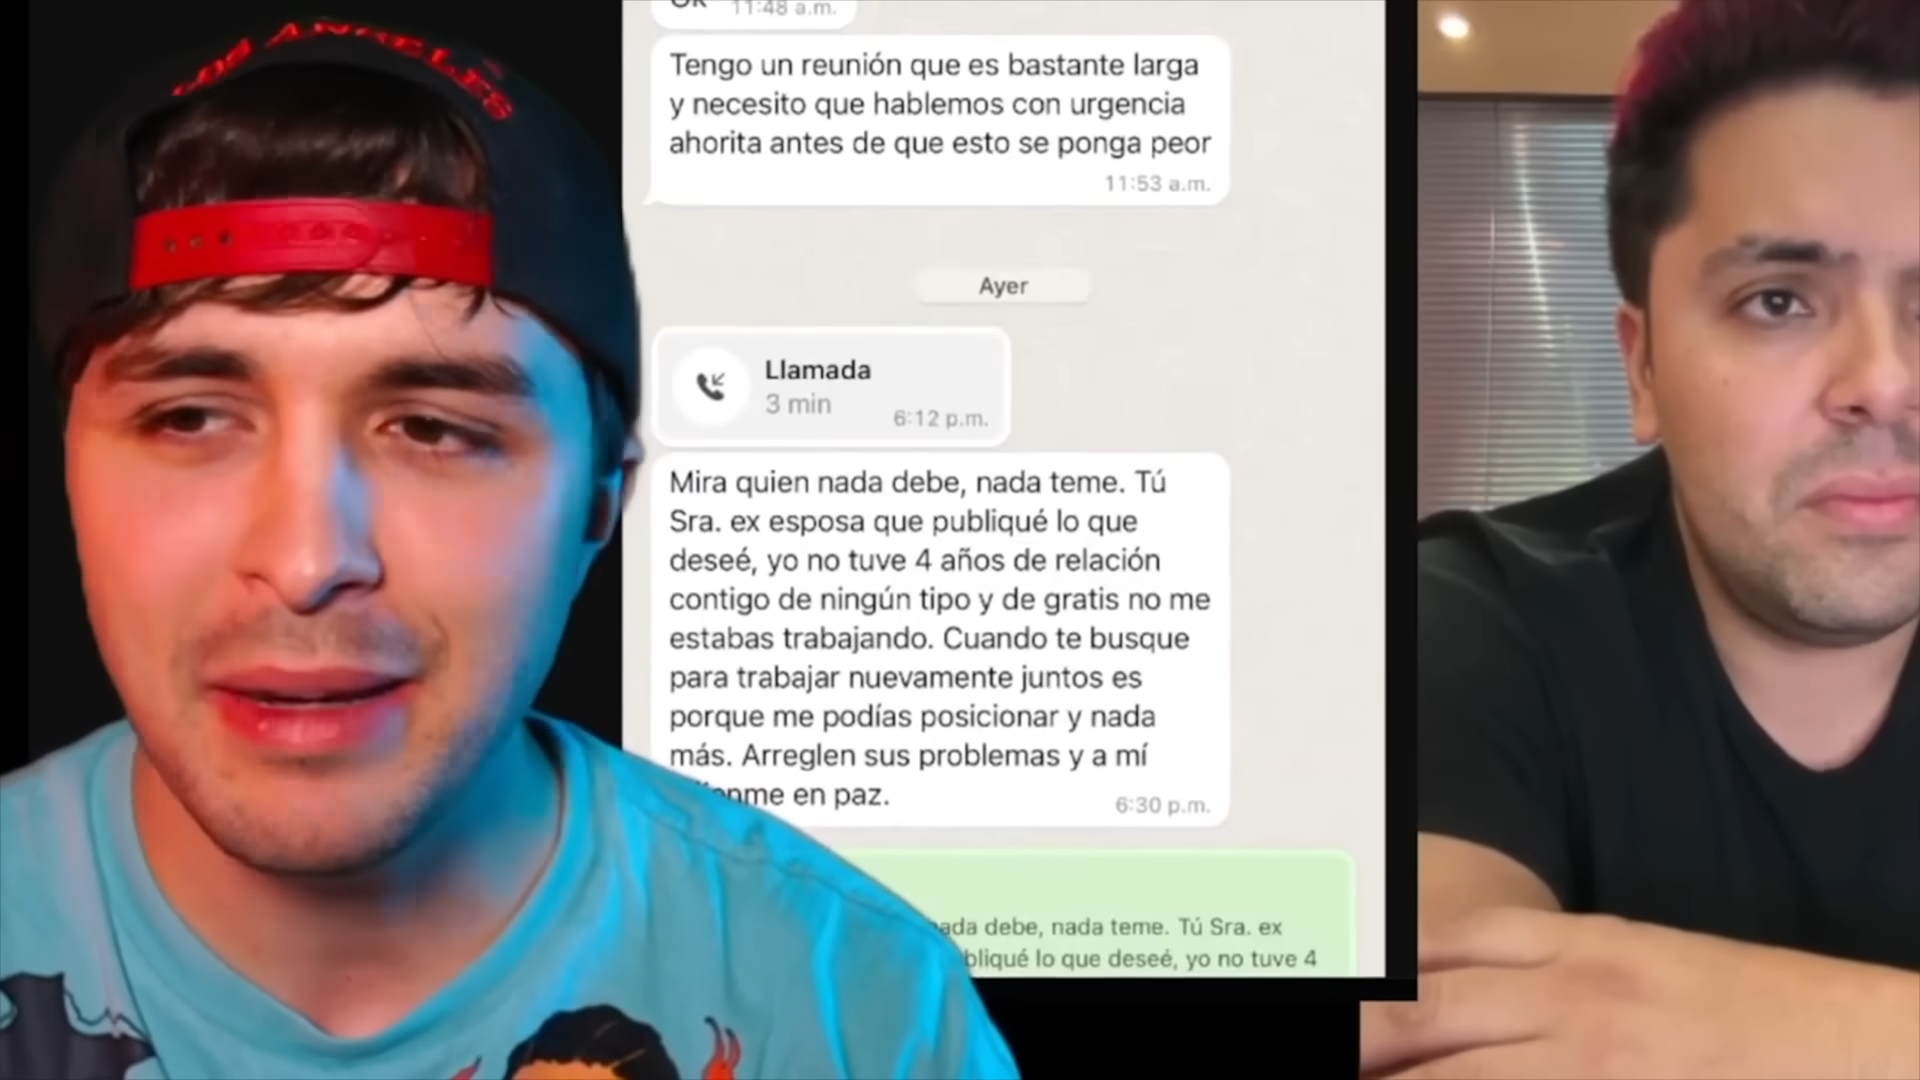 LOS ANGELES
OK 11:48 a.m.
Tengo un reunión que es bastante larga
y necesito que hablemos con urgencia
ahorita antes de que esto se ponga peor
11:53 a.m.
Ayer
Llamada
3 min
6:12 p.m.
Mira quien nada debe, nada teme. Tú
Sra. ex esposa que publiqué lo que
deseé, yo no tuve 4 años de relación
contigo de ningún tipo y de gratis no me
estabas trabajando. Cuando te busque
para trabajar nuevamente juntos es
porque me podías posicionar y nada
más. Arreglen sus problemas y a mí
en paz.
6:30 p.m.
debe, nada teme. Tú Sra. ex
lo que deseé, yo no tuve 4